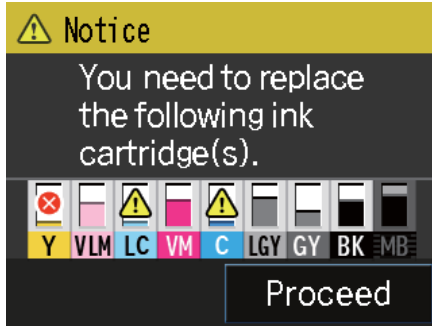 Notice
You need to replace
the following ink
cartridge(s).
Y VLM LC VM C LGY GY BK MB
Proceed